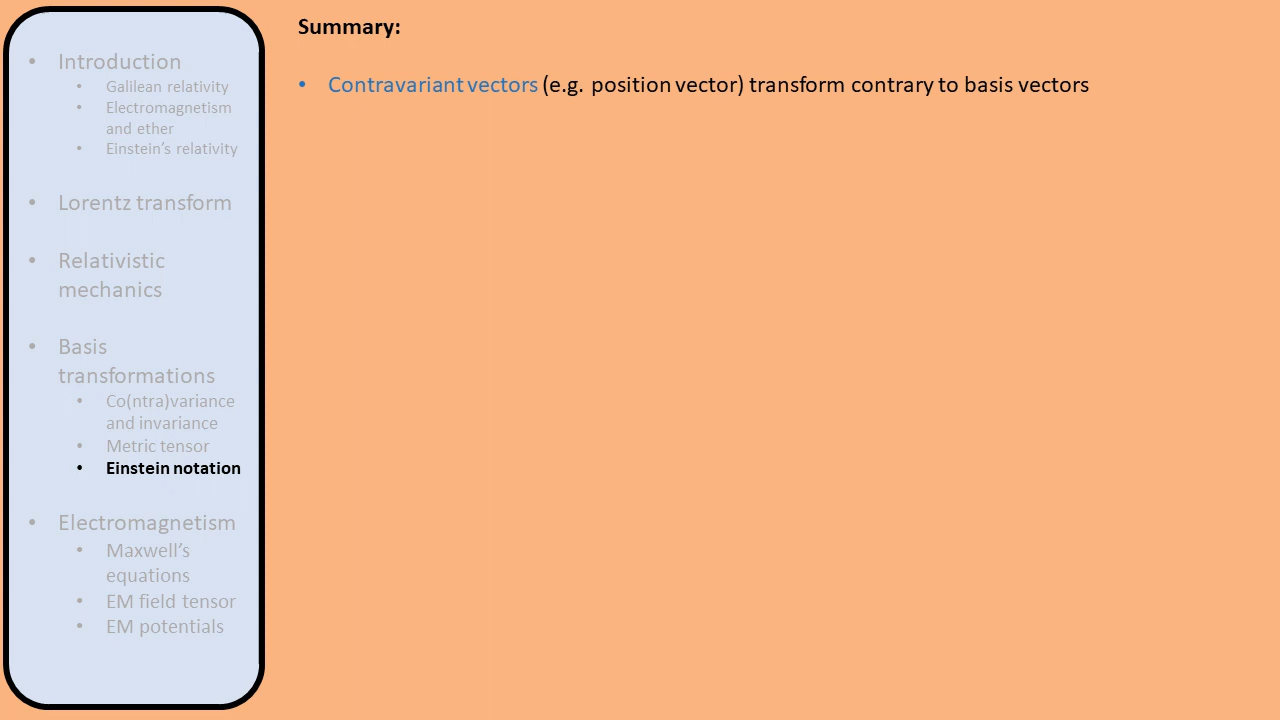 • Introduction
• Galilean relativity
• Electromagnetism
and ether
• Einstein’s relativity
• Lorentz transform
• Relativistic
mechanics
• Basis
transformations
• Co(ntra)variance
and invariance
• Metric tensor
• Einstein notation
• Electromagnetism
• Maxwell’s
equations
• EM field tensor
• EM potentials
Summary:
• Contravariant vectors (e.g. position vector) transform contrary to basis vectors